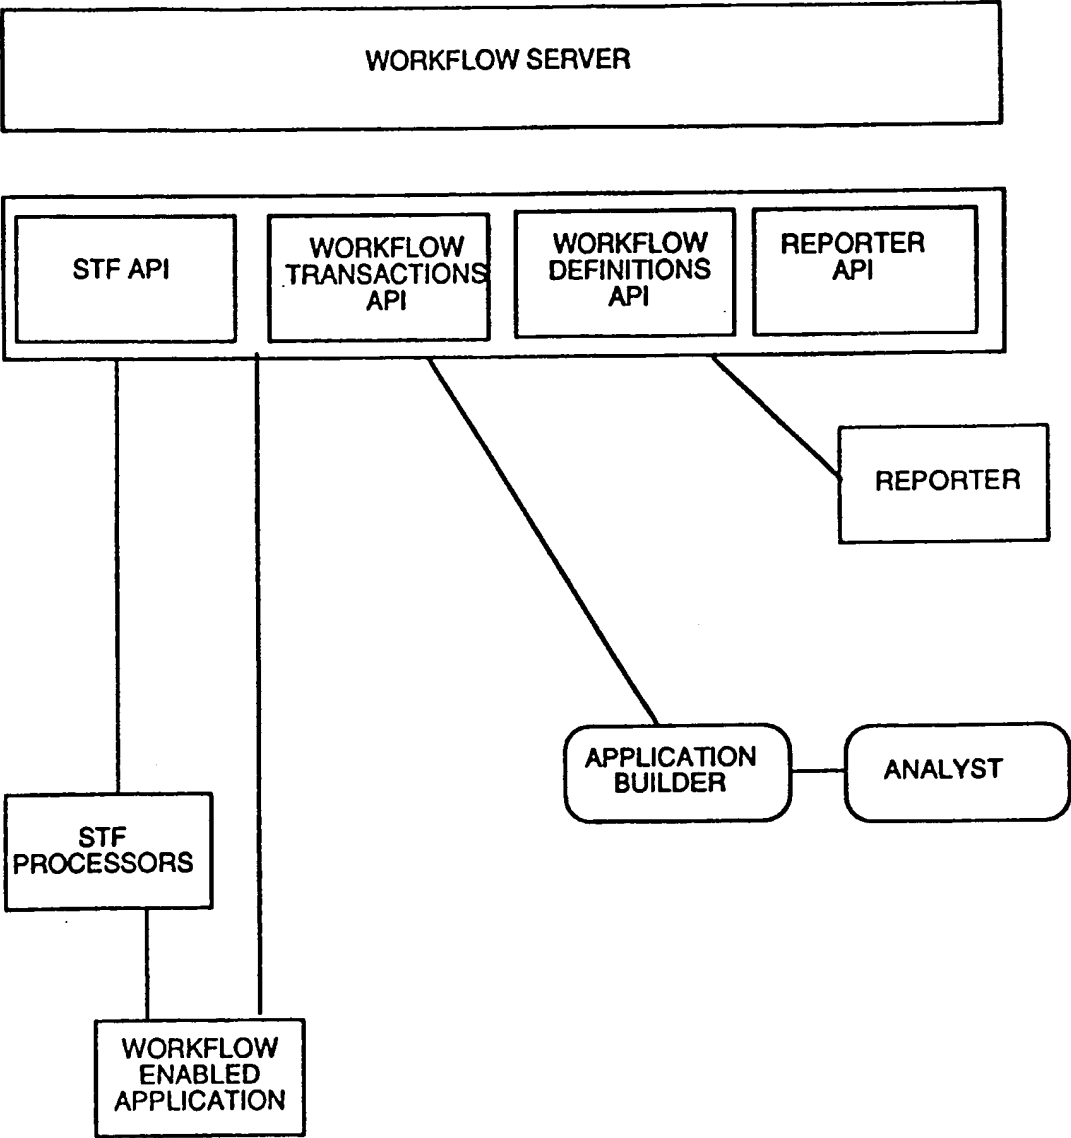 WORKFLOW SERVER
STF API
WORKFLOW
TRANSACTIONS
API
WORKFLOW
DEFINITIONS
API
REPORTER
API
REPORTER
APPLICATION
BUILDER
ANALYST
STF
PROCESSORS
WORKFLOW
ENABLED
APPLICATION